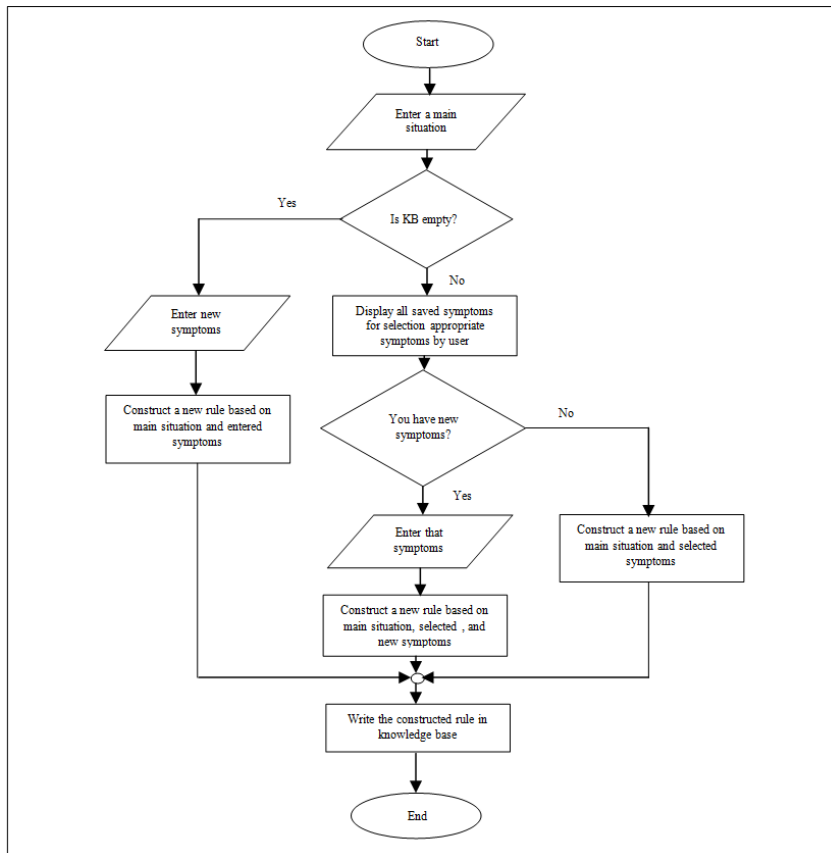 Start
Enter a main
situation
Yes
Is KB empty?
No
Enter new
symptoms
Display all saved symptoms
for selection appropriate
symptoms by user
Construct a new rule based on
main situation and entered
symptoms
You have new
symptoms?
No
Yes
Enter that
symptoms
Construct a new rule based on
main situation and selected
symptoms
Construct a new rule based on
main situation, selected , and
new symptoms
Write the constructed rule in
knowledge base
End